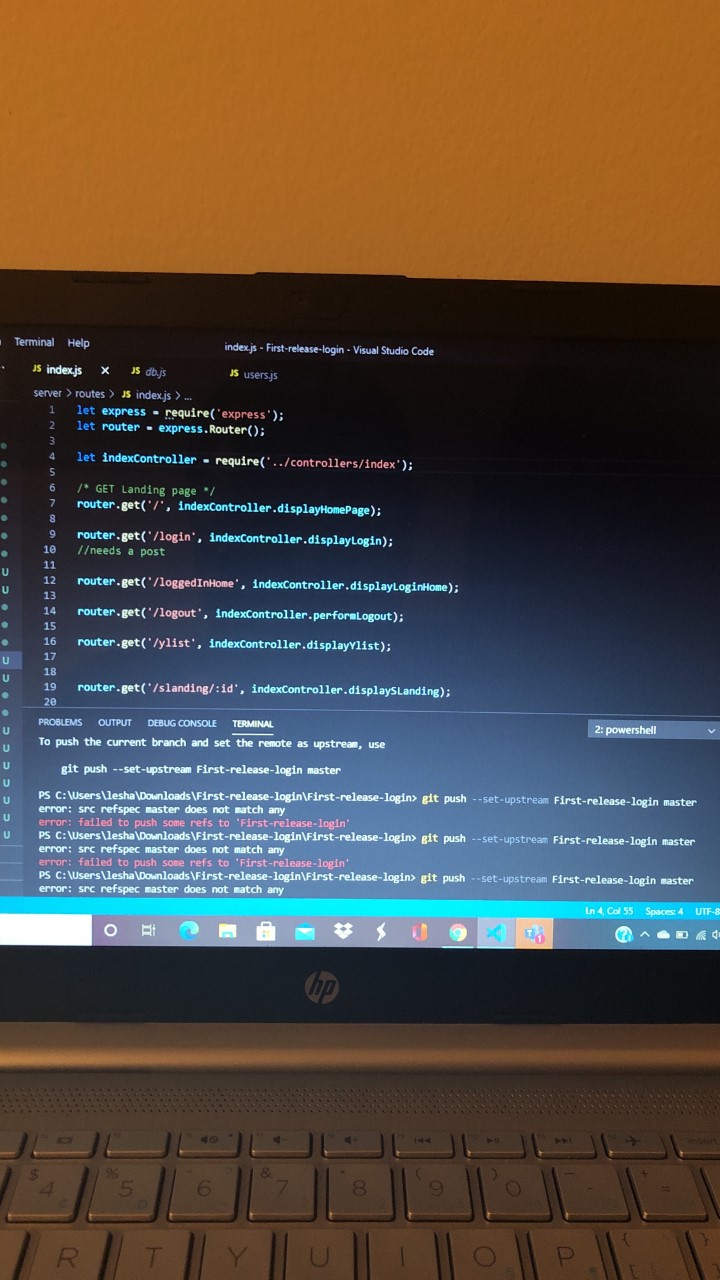 Terminal Help
index.js - First-release-login - Visual Studio Code
JS index.js X JS db.js JS users.js
server > routes > JS index.js > ...
1 let express = require('express');
2 let router = express.Router();
3
4 let indexController = require('../controllers/index');
5
6 /* GET Landing page */
7 router.get('/', indexController.displayHomePage);
8
9 router.get('/login', indexController.displayLogin);
10 //needs a post
11
12 router.get('/loggedInHome', indexController.displayLoginHome);
13
14 router.get('/logout', indexController.performLogout);
15
16 router.get('/ylist', indexController.displayYlist);
17
18
19 router.get('/slanding/:id', indexController.displaySLanding);
20
U
U
U
U
U
U
U
U
U
U
U
PROBLEMS OUTPUT DEBUG CONSOLE TERMINAL 2: powershell
To push the current branch and set the remote as upstream, use
git push --set-upstream First-release-login master
PS C:\Users\lesha\Downloads\First-release-login\First-release-login> git push --set-upstream First-release-login master
error: src refspec master does not match any
error: failed to push some refs to 'First-release-login'
PS C:\Users\lesha\Downloads\First-release-login\First-release-login> git push --set-upstream First-release-login master
error: src refspec master does not match any
error: failed to push some refs to 'First-release-login'
PS C:\Users\lesha\Downloads\First-release-login\First-release-login> git push --set-upstream First-release-login master
error: src refspec master does not match any
Ln 4, Col 55 Spaces: 4 UTF-8
hp
$ % ^ & * ( ) - +
4 5 6 7 8 9 0 - =
R T Y U I O P { [